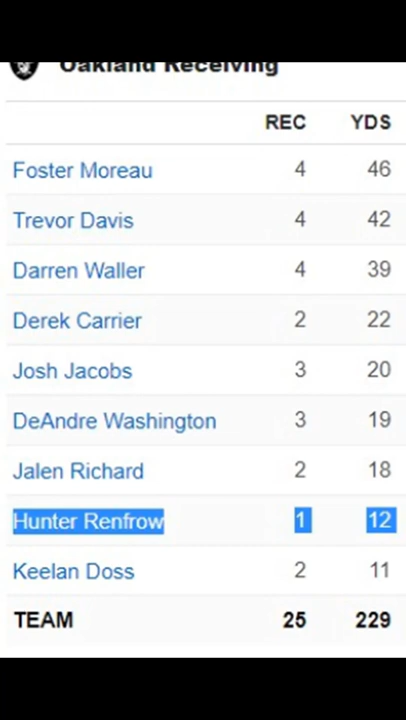 Oakland Receiving
REC YDS
Foster Moreau 4 46
Trevor Davis 4 42
Darren Waller 4 39
Derek Carrier 2 22
Josh Jacobs 3 20
DeAndre Washington 3 19
Jalen Richard 2 18
Hunter Renfrow 1 12
Keelan Doss 2 11
TEAM 25 229